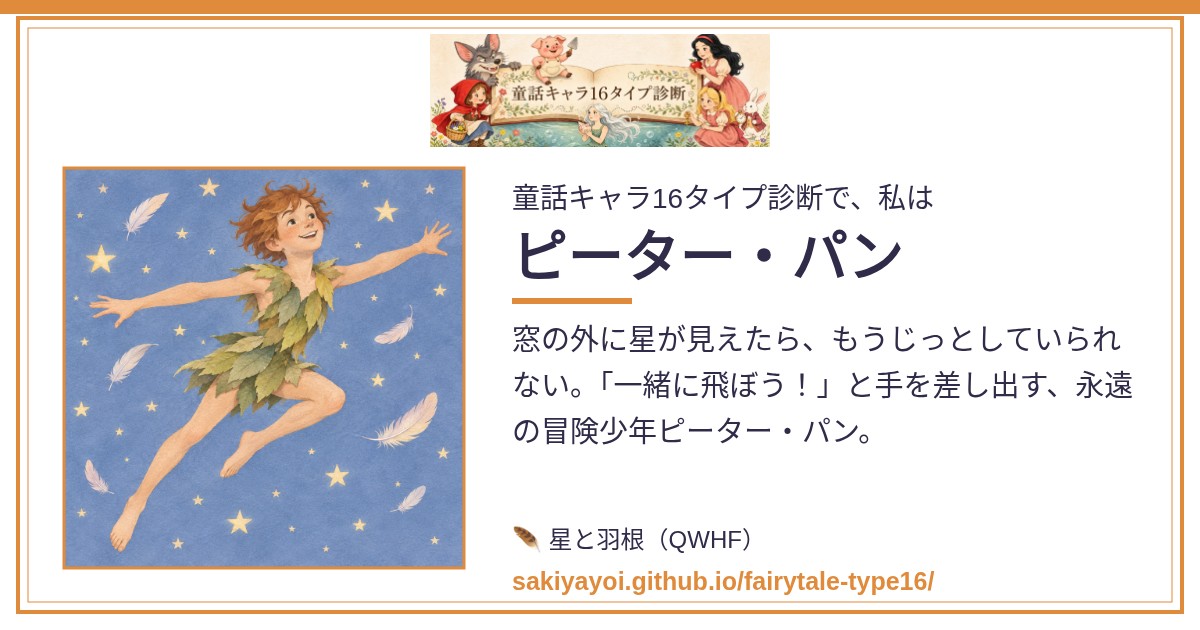 童話キャラ16タイプ診断
童話キャラ16タイプ診断で、私は
ピーター・パン
窓の外に星が見えたら、もうじっとしていられ
ない。「一緒に飛ぼう！」と手を差し出す、永遠
の冒険少年ピーター・パン。
星と羽根（QWHF）
sakiyayoi.github.io/fairytale-type16/